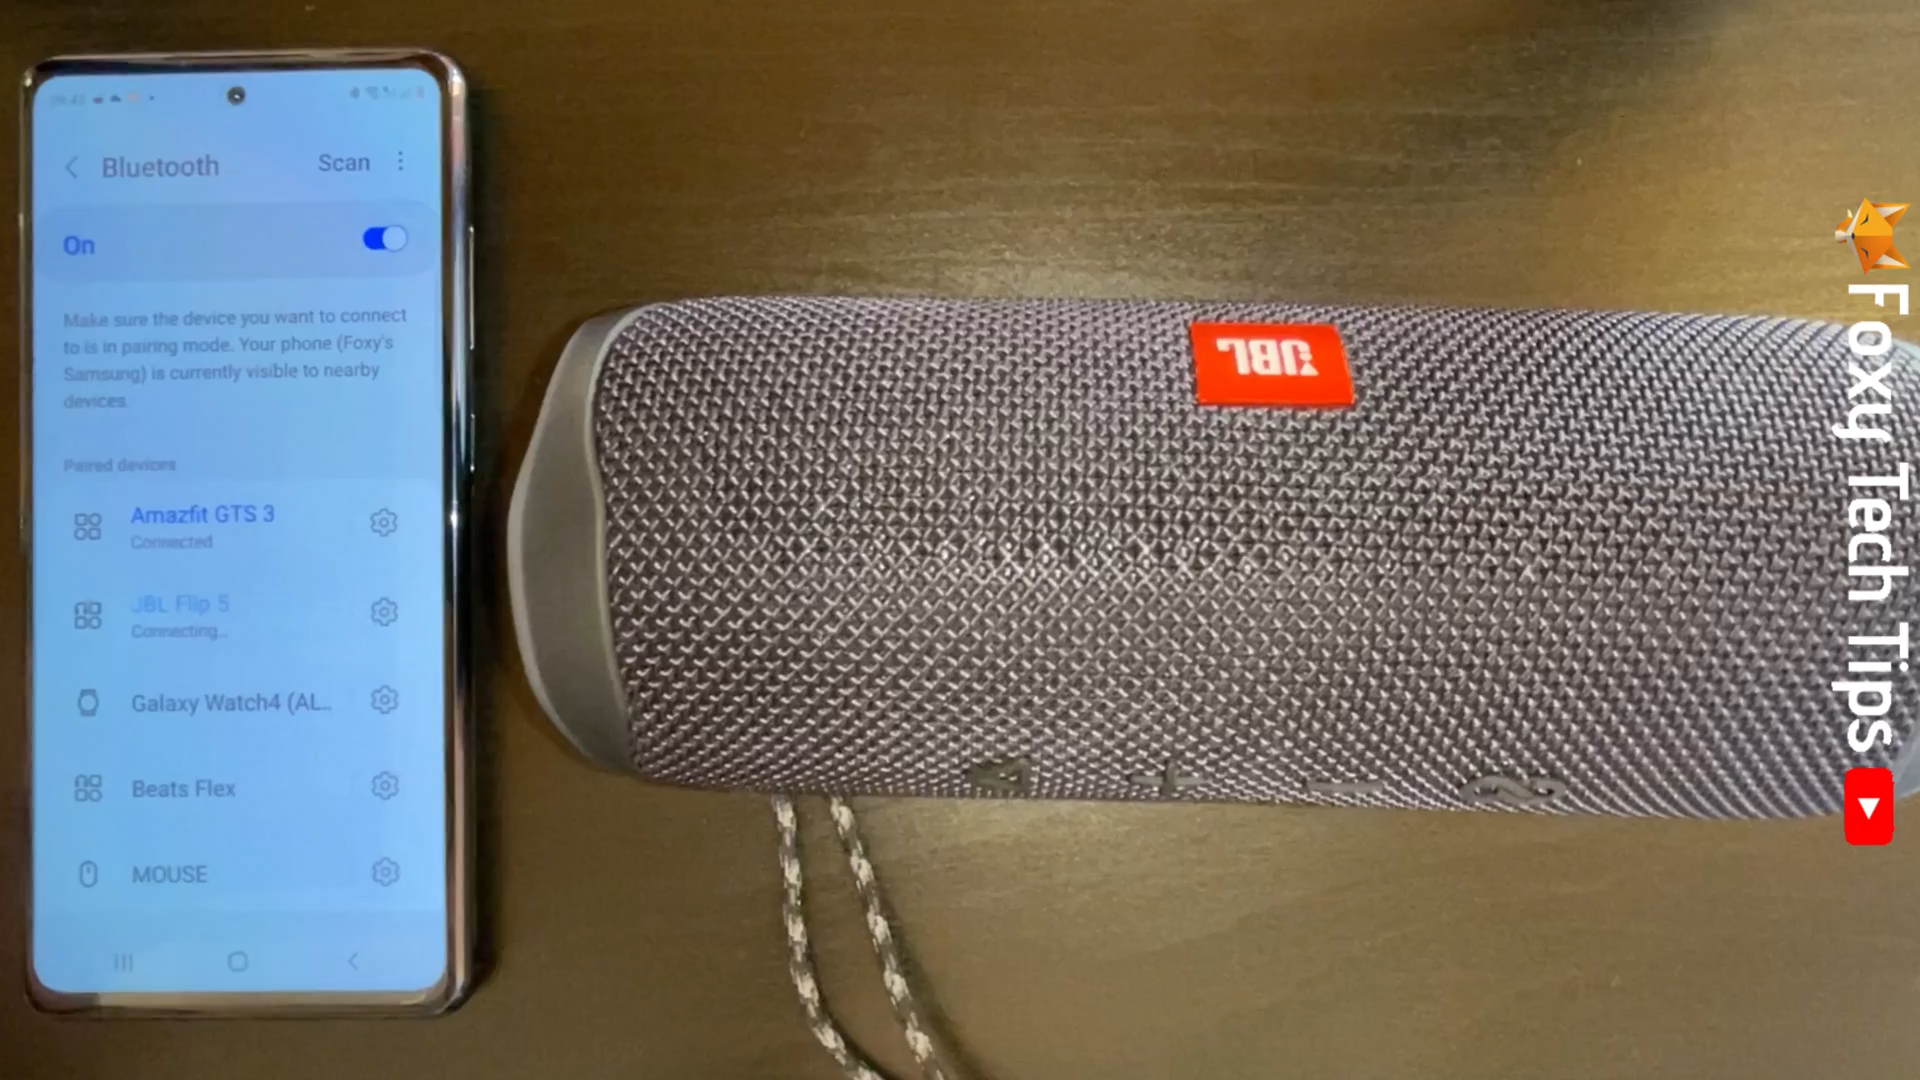 Bluetooth
Scan
On
Make sure the device you want to connect
to is in pairing mode. Your phone (Foxy's
Samsung) is currently visible to nearby
devices.
Paired devices
Amazfit GTS 3
Connected
JBL Flip 5
Connecting...
Galaxy Watch4 (AL...
Beats Flex
MOUSE
JBL
Foxy Tech Tips